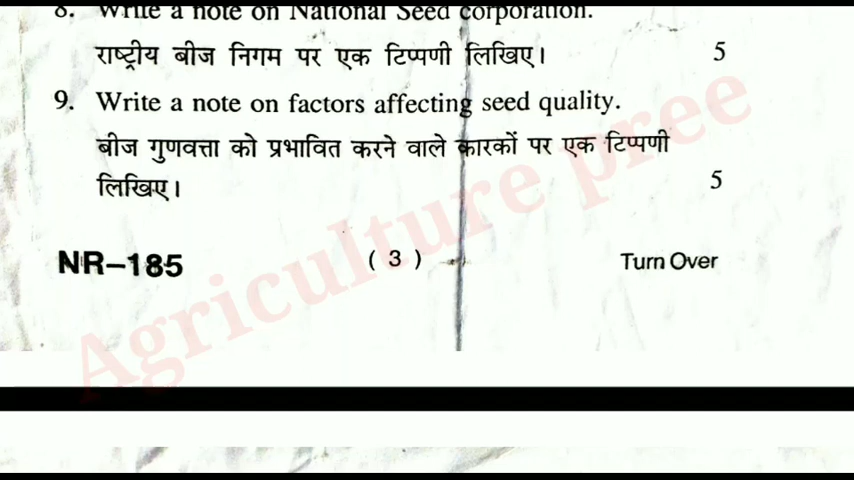 8. Write a note on National Seed corporation.
राष्ट्रीय बीज निगम पर एक टिप्पणी लिखिए। 5
9. Write a note on factors affecting seed quality.
बीज गुणवत्ता को प्रभावित करने वाले कारकों पर एक टिप्पणी
लिखिए। 5
NR–185 ( 3 ) Turn Over
Agriculture pree